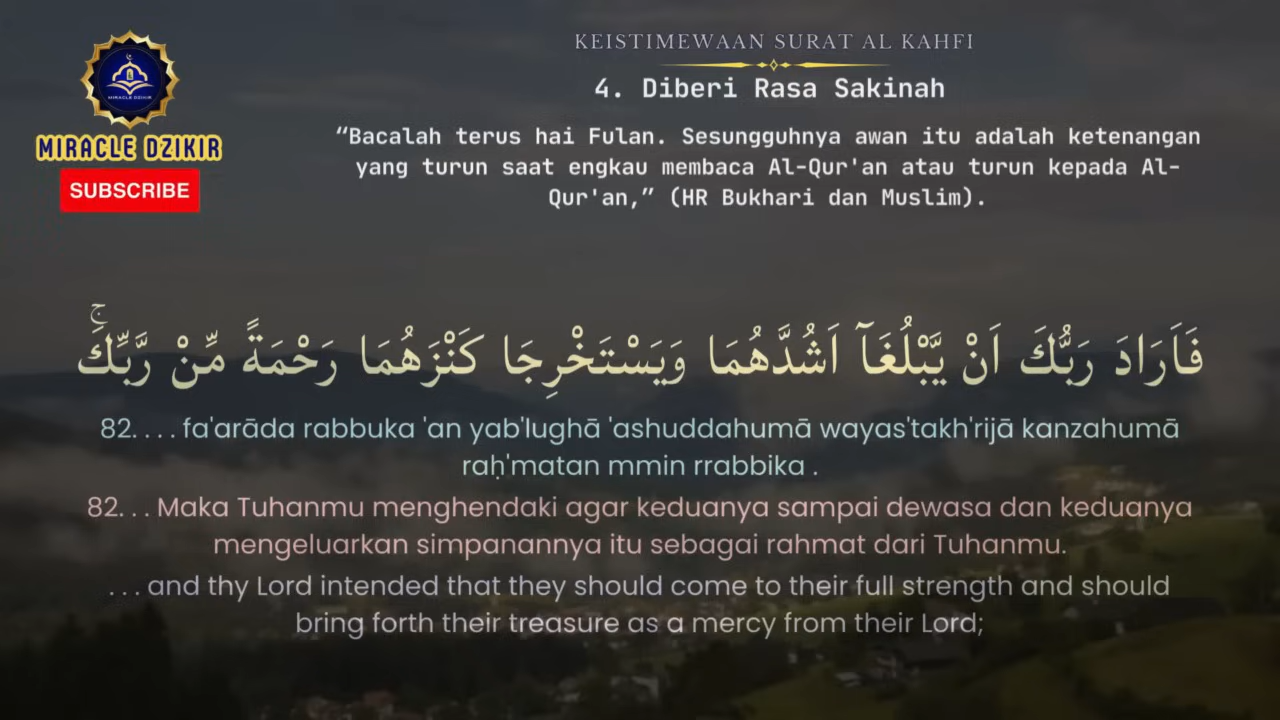 KEISTIMEWAAN SURAT AL KAHFI
4. Diberi Rasa Sakinah
MIRACLE DZIKIR
MIRACLE DZIKIR
SUBSCRIBE
“Bacalah terus hai Fulan. Sesungguhnya awan itu adalah ketenangan
yang turun saat engkau membaca Al-Qur'an atau turun kepada Al-
Qur'an,” (HR Bukhari dan Muslim).
فَاَرَادَ رَبُّكَ اَنْ يَّبْلُغَآ اَشُدَّهُمَا وَيَسْتَخْرِجَا كَنْزَهُمَا رَحْمَةً مِّنْ رَّبِّكَۚ
82. . . . fa'arāda rabbuka 'an yab'lughā 'ashuddahumā wayas'takh'rijā kanzahumā
raḥ'matan mmin rrabbika .
82. . . Maka Tuhanmu menghendaki agar keduanya sampai dewasa dan keduanya
mengeluarkan simpanannya itu sebagai rahmat dari Tuhanmu.
. . . and thy Lord intended that they should come to their full strength and should
bring forth their treasure as a mercy from their Lord;